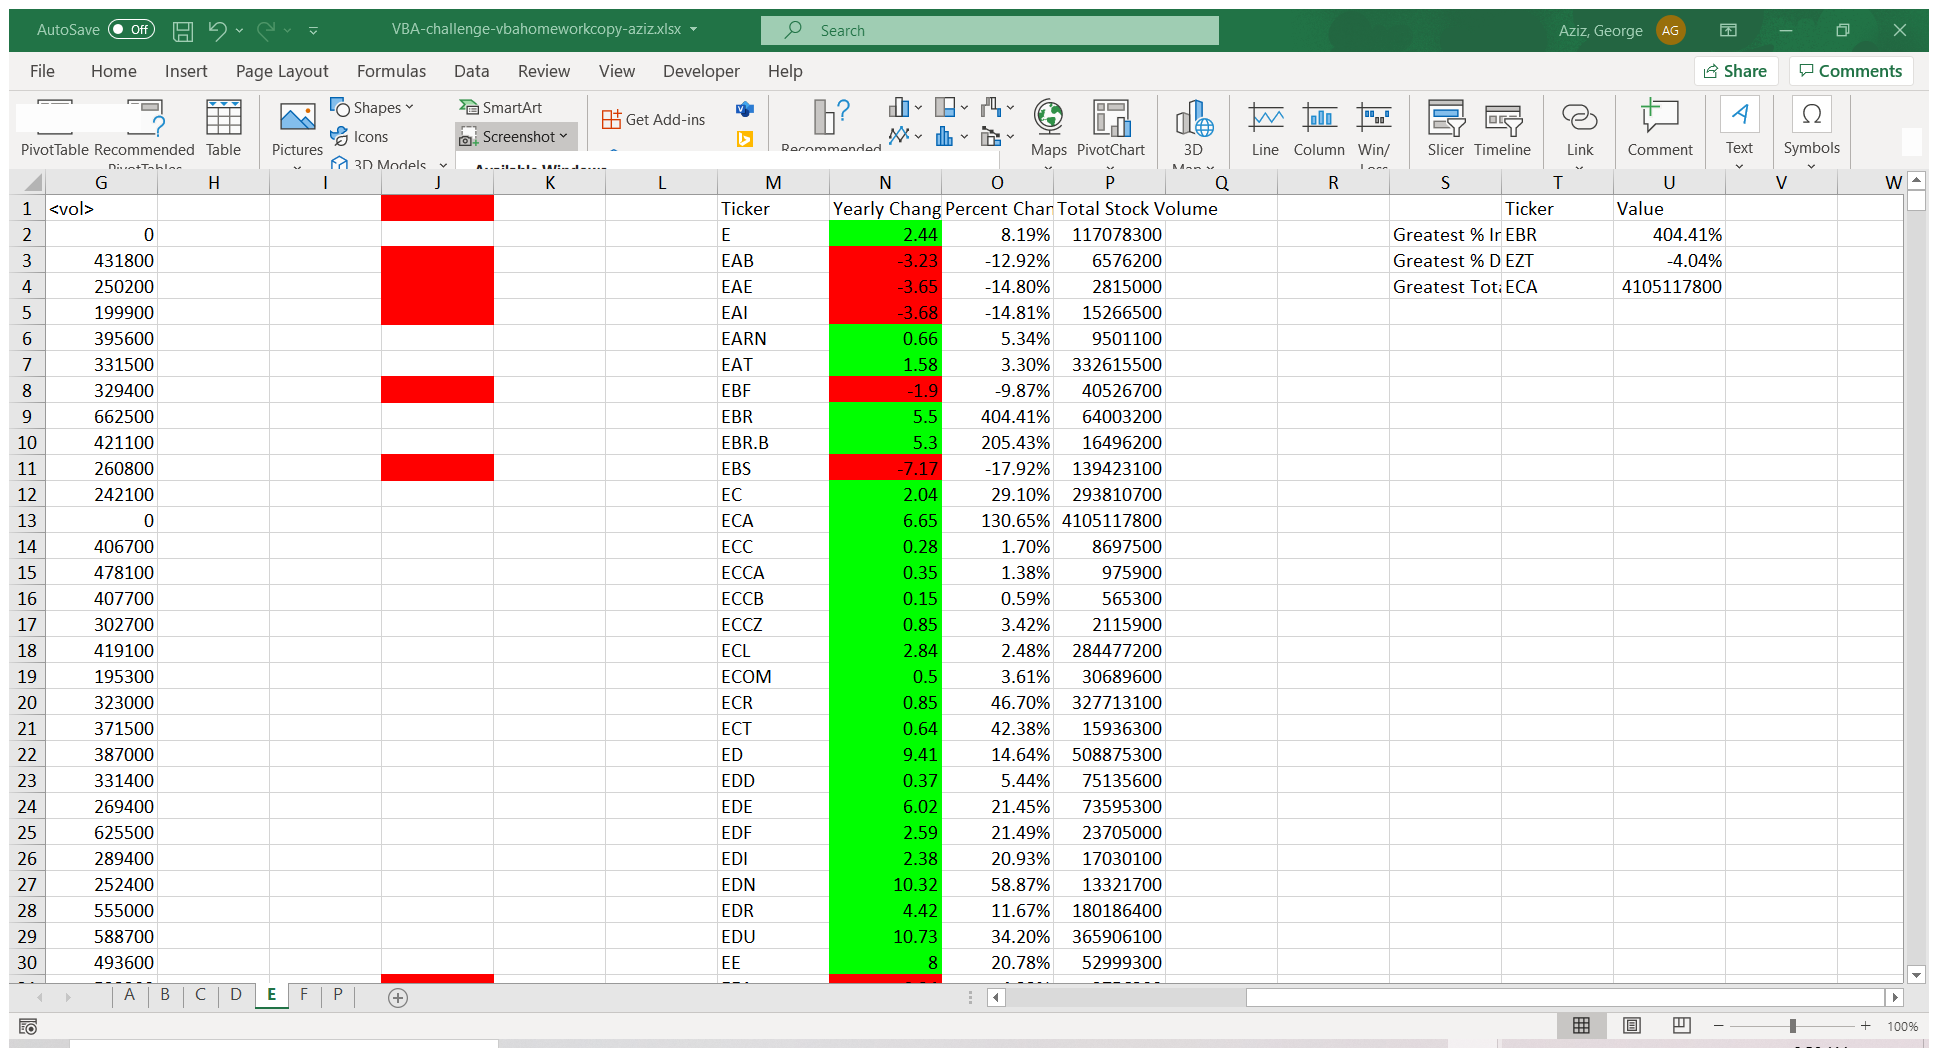 AutoSave Off VBA-challenge-vbahomeworkcopy-aziz.xlsx Search Aziz, George AG
File Home Insert Page Layout Formulas Data Review View Developer Help Share Comments
Shapes SmartArt
Get Add-ins
Icons Screenshot
PivotTable Recommended Table Pictures Recommended Maps PivotChart 3D Line Column Win/ Slicer Timeline Link Comment Text Symbols
PivotTables 3D Models Available Windows Map Loss
G H I J K L M N O P Q R S T U V W
1 <vol> Ticker Yearly Chang Percent Char Total Stock Volume Ticker Value
2 0 E 2.44 8.19% 117078300 Greatest % In EBR 404.41%
3 431800 EAB -3.23 -12.92% 6576200 Greatest % D EZT -4.04%
4 250200 EAE -3.65 -14.80% 2815000 Greatest Tota ECA 4105117800
5 199900 EAI -3.68 -14.81% 15266500
6 395600 EARN 0.66 5.34% 9501100
7 331500 EAT 1.58 3.30% 332615500
8 329400 EBF -1.9 -9.87% 40526700
9 662500 EBR 5.5 404.41% 64003200
10 421100 EBR.B 5.3 205.43% 16496200
11 260800 EBS -7.17 -17.92% 139423100
12 242100 EC 2.04 29.10% 293810700
13 0 ECA 6.65 130.65% 4105117800
14 406700 ECC 0.28 1.70% 8697500
15 478100 ECCA 0.35 1.38% 975900
16 407700 ECCB 0.15 0.59% 565300
17 302700 ECCZ 0.85 3.42% 2115900
18 419100 ECL 2.84 2.48% 284477200
19 195300 ECOM 0.5 3.61% 30689600
20 323000 ECR 0.85 46.70% 327713100
21 371500 ECT 0.64 42.38% 15936300
22 387000 ED 9.41 14.64% 508875300
23 331400 EDD 0.37 5.44% 75135600
24 269400 EDE 6.02 21.45% 73595300
25 625500 EDF 2.59 21.49% 23705000
26 289400 EDI 2.38 20.93% 17030100
27 252400 EDN 10.32 58.87% 13321700
28 555000 EDR 4.42 11.67% 180186400
29 588700 EDU 10.73 34.20% 365906100
30 493600 EE 8 20.78% 52999300
A B C D E F P
100%